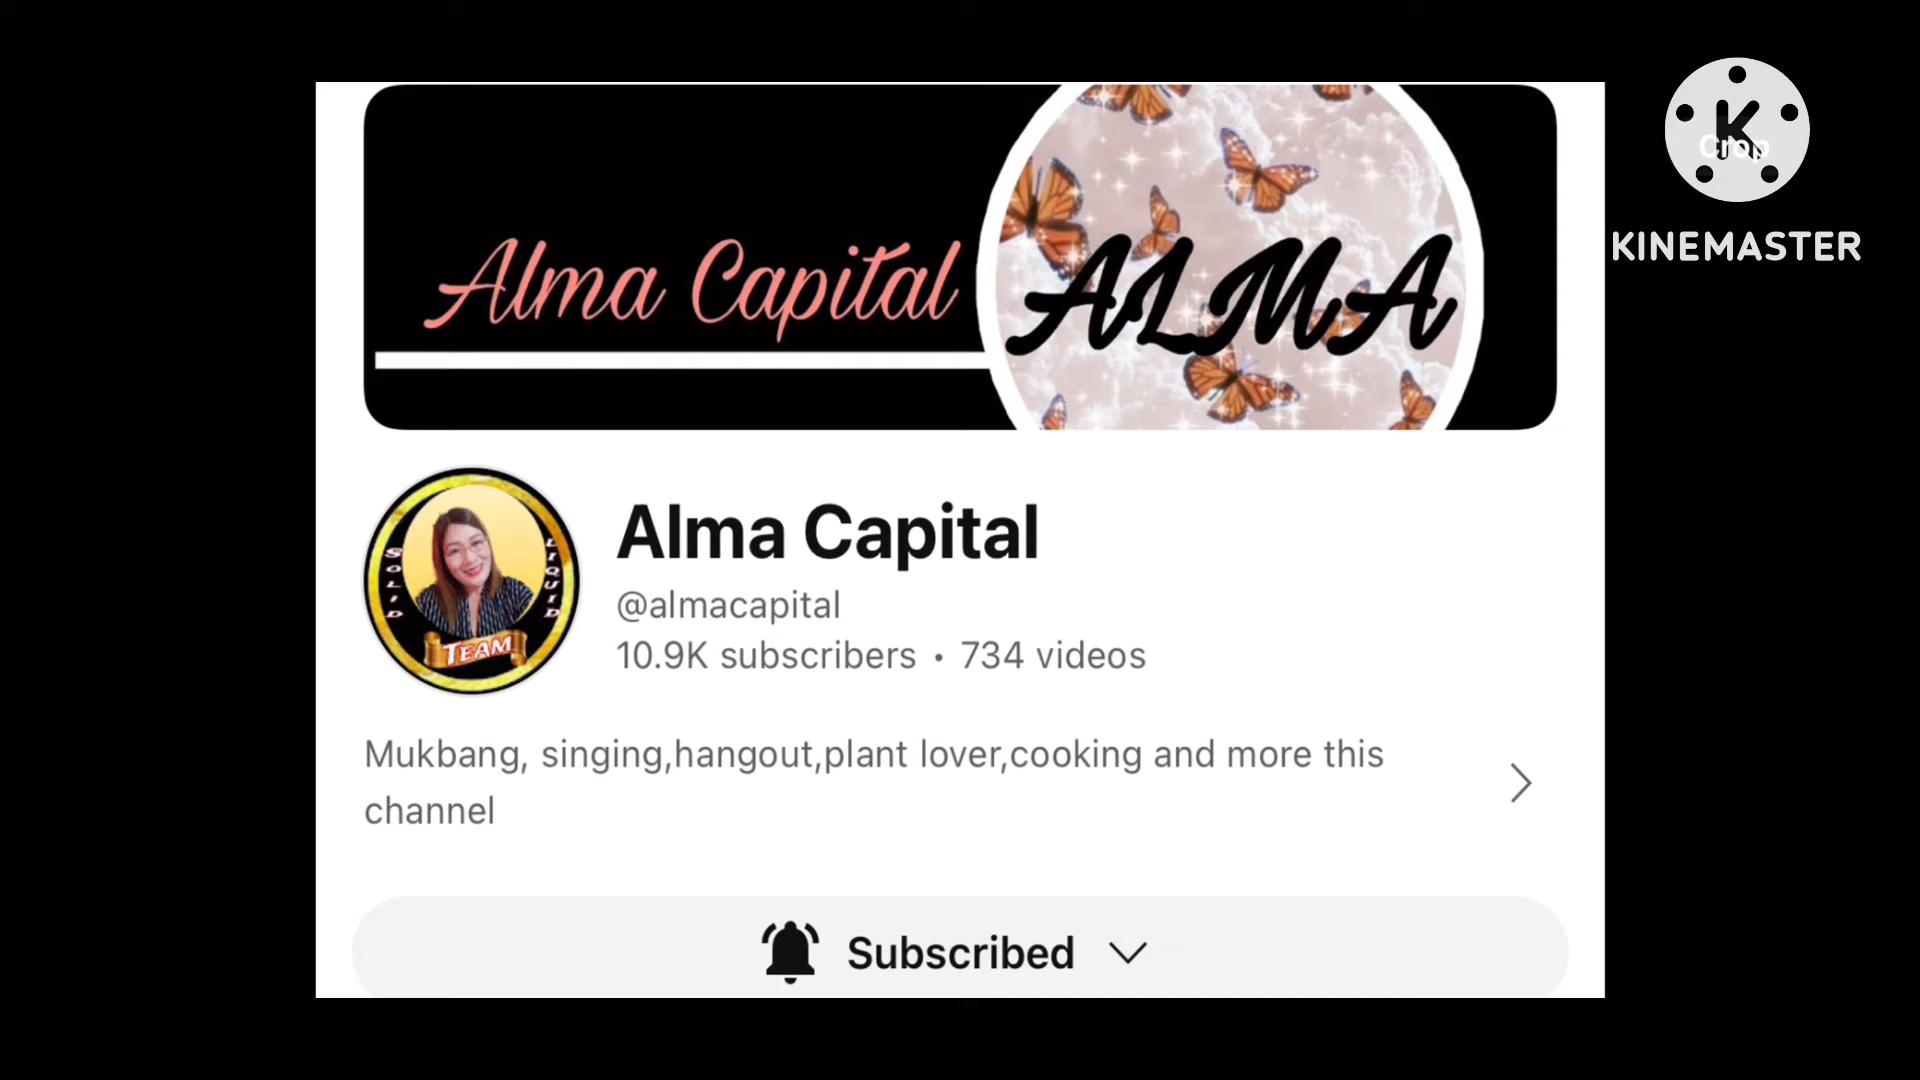 K
Crop
KINEMASTER
Alma Capital
ALMA
SOLID
LIQUID
TEAM
Alma Capital
@almacapital
10.9K subscribers • 734 videos
Mukbang, singing,hangout,plant lover,cooking and more this
channel
Subscribed